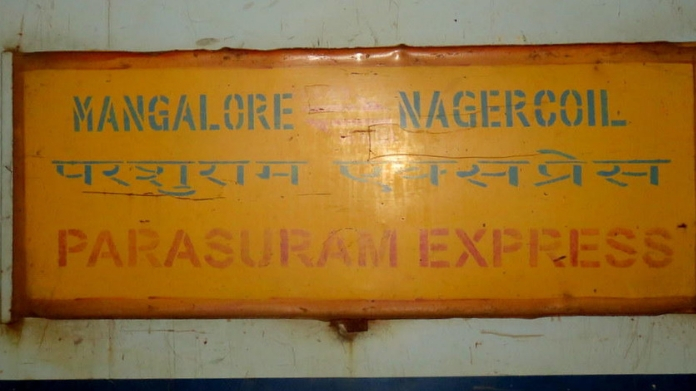 MANGALORE NAGERCOIL
परशुराम एक्सप्रेस
PARASURAM EXPRESS